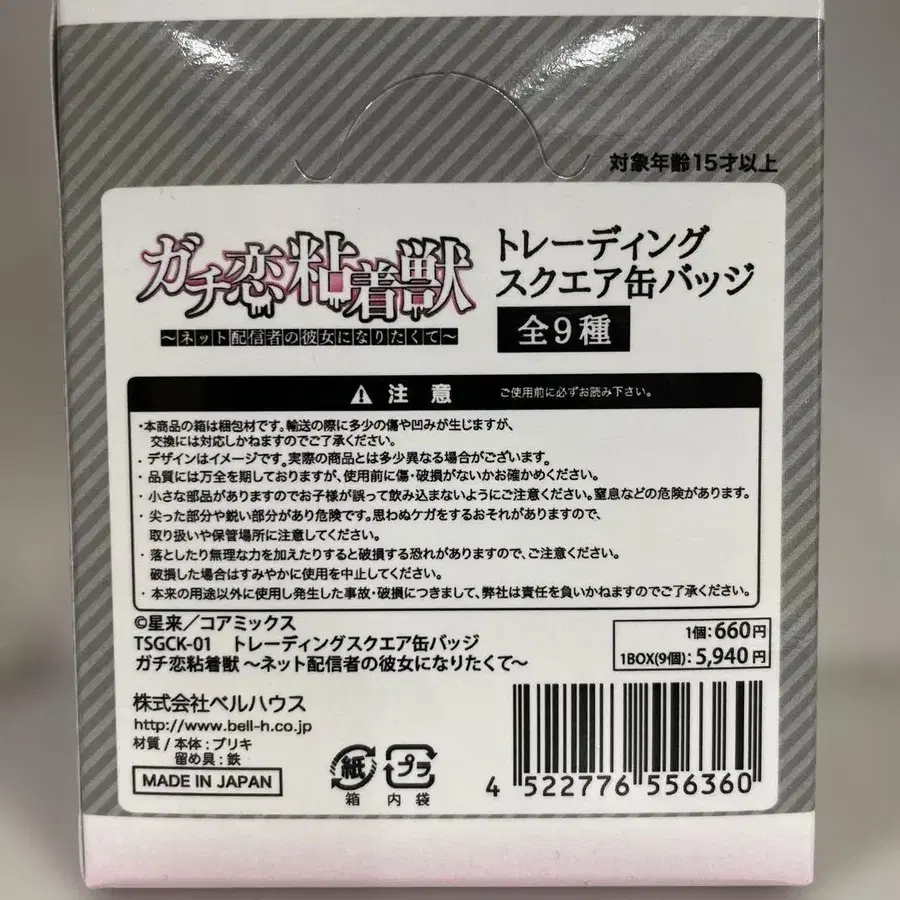 対象年齢15才以上
ガチ恋粘着獣
～ネット配信者の彼女になりたくて～
トレーディング
スクエア缶バッジ
全9種
注 意 ご使用前に必ずお読み下さい。
・本商品の箱は梱包材です。輸送の際に多少の傷や凹みが生じますが、
交換には対応しかねますのでご了承ください。
・デザインはイメージです。実際の商品とは多少異なる場合がございます。
・品質には万全を期しておりますが、使用前に傷・破損がないかお確かめください。
・小さな部品がありますのでお子様が誤って飲み込まないようにご注意ください。窒息などの危険があります。
・尖った部分や鋭い部分があり危険です。思わぬケガをするおそれがありますので、
取り扱いや保管場所に注意してください。
・落としたり無理な力を加えたりすると破損する恐れがありますので、ご注意ください。
破損した場合はすみやかに使用を中止してください。
・本来の用途以外に使用し発生した事故・破損につきまして、弊社は責任を負いかねますのでご了承ください。
©星来／コアミックス
TSGCK-01 トレーディングスクエア缶バッジ
ガチ恋粘着獣 ～ネット配信者の彼女になりたくて～
1個：660円
1BOX(9個)：5,940円
株式会社ベルハウス
http://www.bell-h.co.jp
材質 / 本体：ブリキ
留め具：鉄
MADE IN JAPAN
紙
箱
プラ
内 袋
4 522776 556360